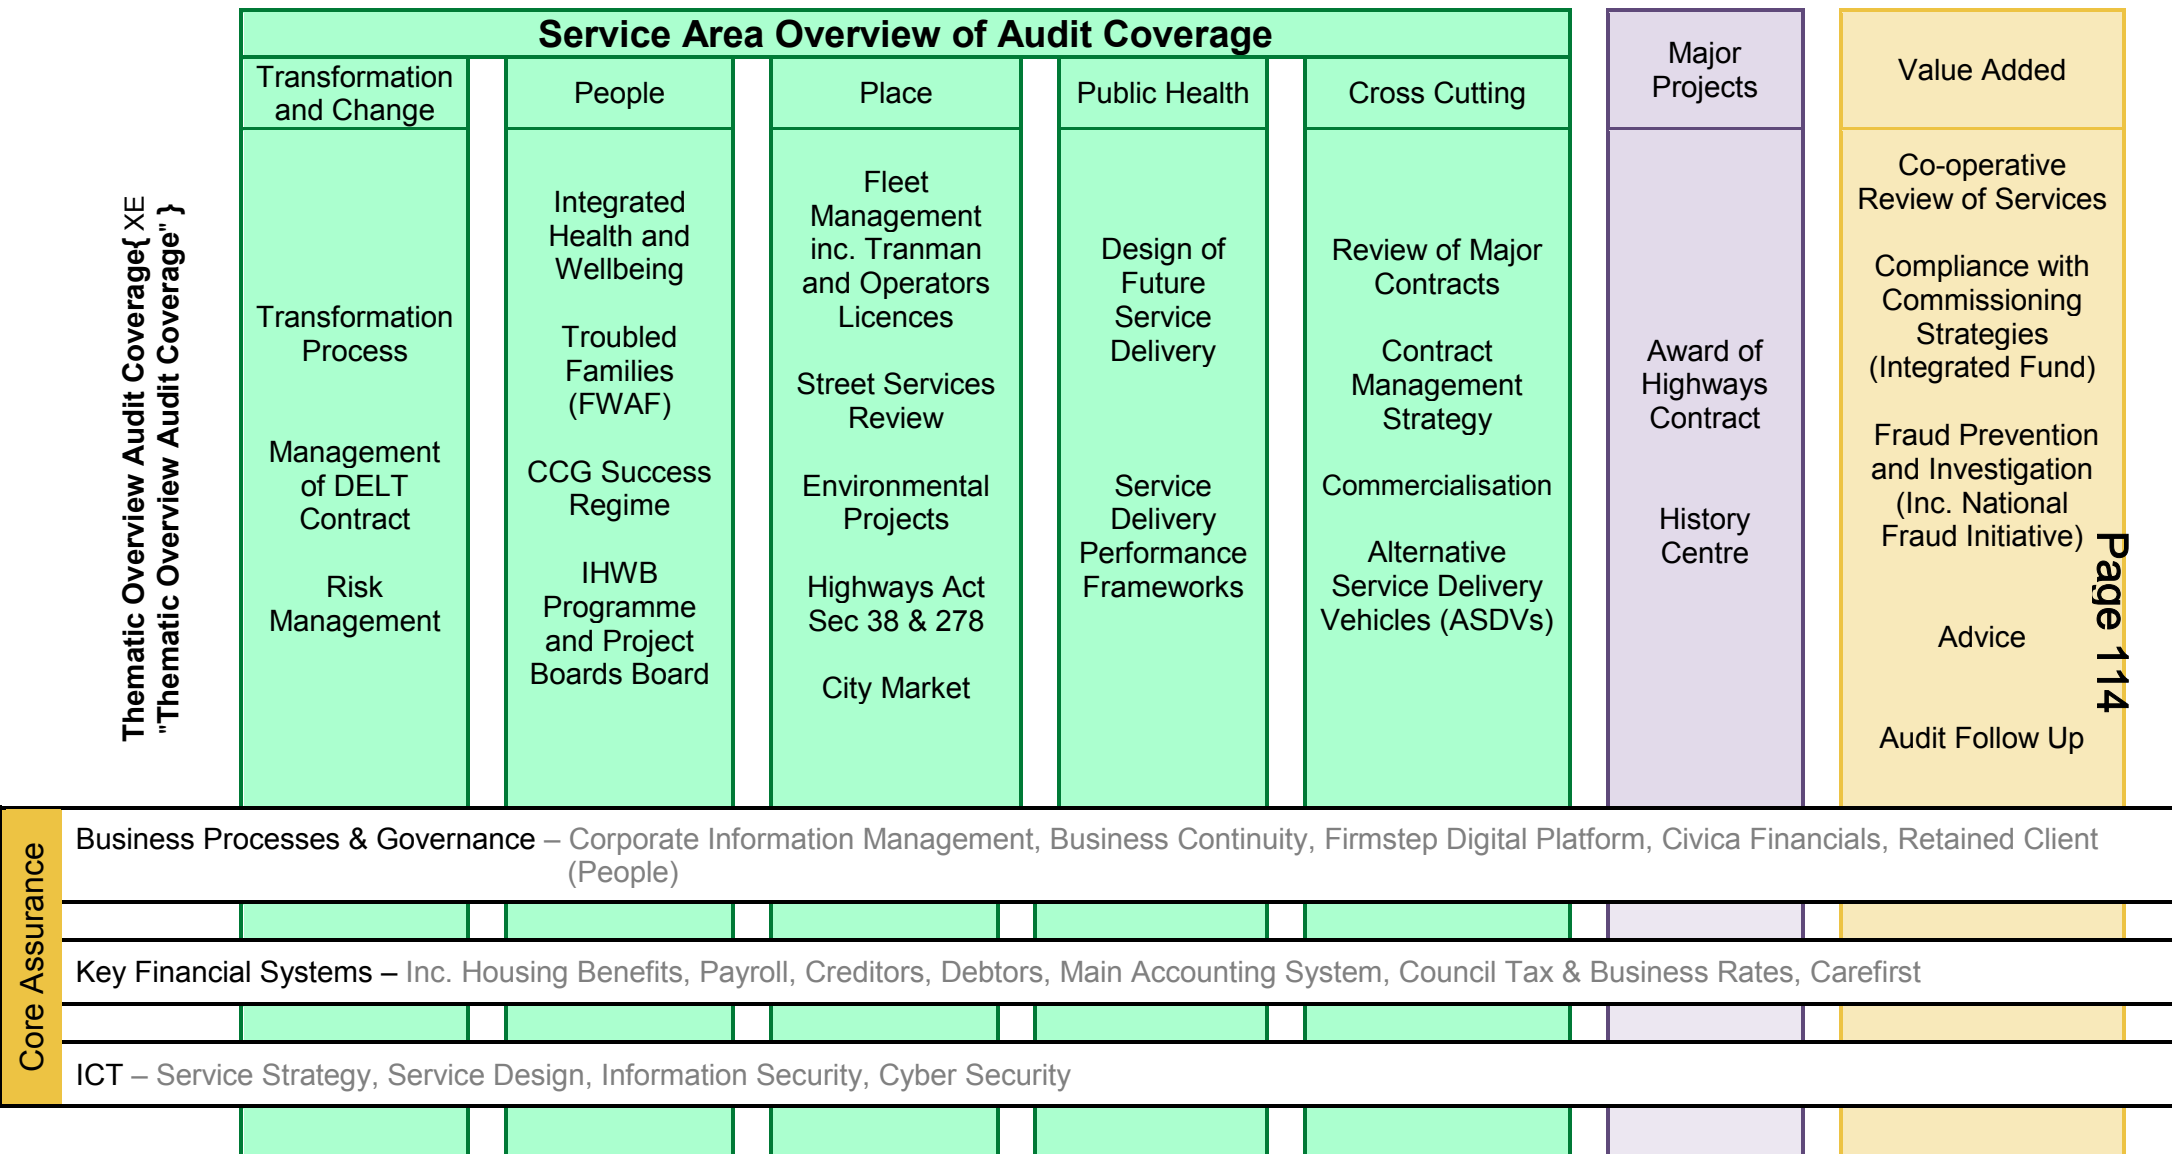 Service Area Overview of Audit Coverage
Transformation
and Change
People
Place
Public Health
Cross Cutting
Major
Projects
Value Added
Thematic Overview Audit Coverage{ XE
"Thematic Overview Audit Coverage" }
Transformation
Process
Management
of DELT
Contract
Risk
Management
Integrated
Health and
Wellbeing
Troubled
Families
(FWAF)
CCG Success
Regime
IHWB
Programme
and Project
Boards Board
Fleet
Management
inc. Tranman
and Operators
Licences
Street Services
Review
Environmental
Projects
Highways Act
Sec 38 & 278
City Market
Design of
Future
Service
Delivery
Service
Delivery
Performance
Frameworks
Review of Major
Contracts
Contract
Management
Strategy
Commercialisation
Alternative
Service Delivery
Vehicles (ASDVs)
Award of
Highways
Contract
History
Centre
Co-operative
Review of Services
Compliance with
Commissioning
Strategies
(Integrated Fund)
Fraud Prevention
and Investigation
(Inc. National
Fraud Initiative)
Advice
Audit Follow Up
Page 114
Core Assurance
Business Processes & Governance – Corporate Information Management, Business Continuity, Firmstep Digital Platform, Civica Financials, Retained Client
(People)
Key Financial Systems – Inc. Housing Benefits, Payroll, Creditors, Debtors, Main Accounting System, Council Tax & Business Rates, Carefirst
ICT – Service Strategy, Service Design, Information Security, Cyber Security